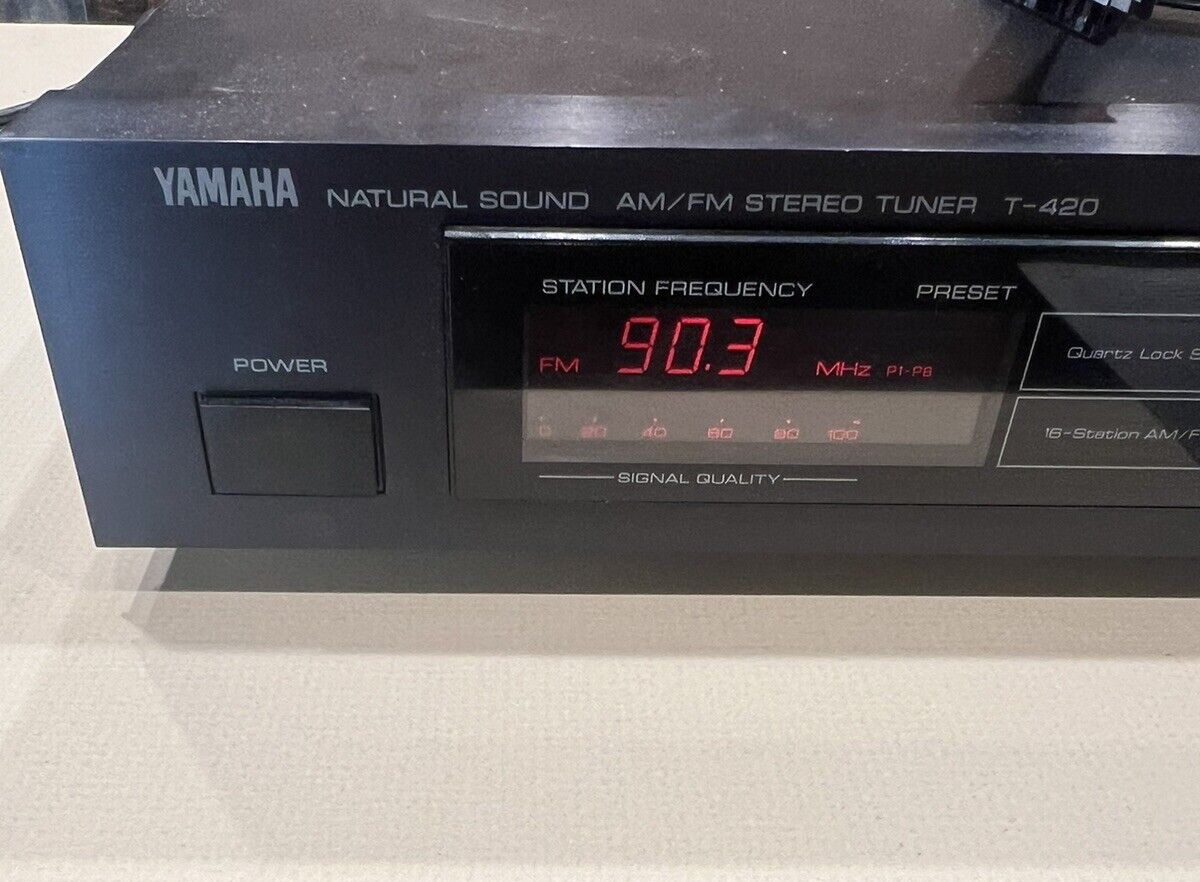 YAMAHA NATURAL SOUND AM/FM STEREO TUNER T-420
STATION FREQUENCY PRESET
POWER
FM 90.3 MHz P1-P8
Quartz Lock S
0 20 40 60 80 100
16-Station AM/F
SIGNAL QUALITY